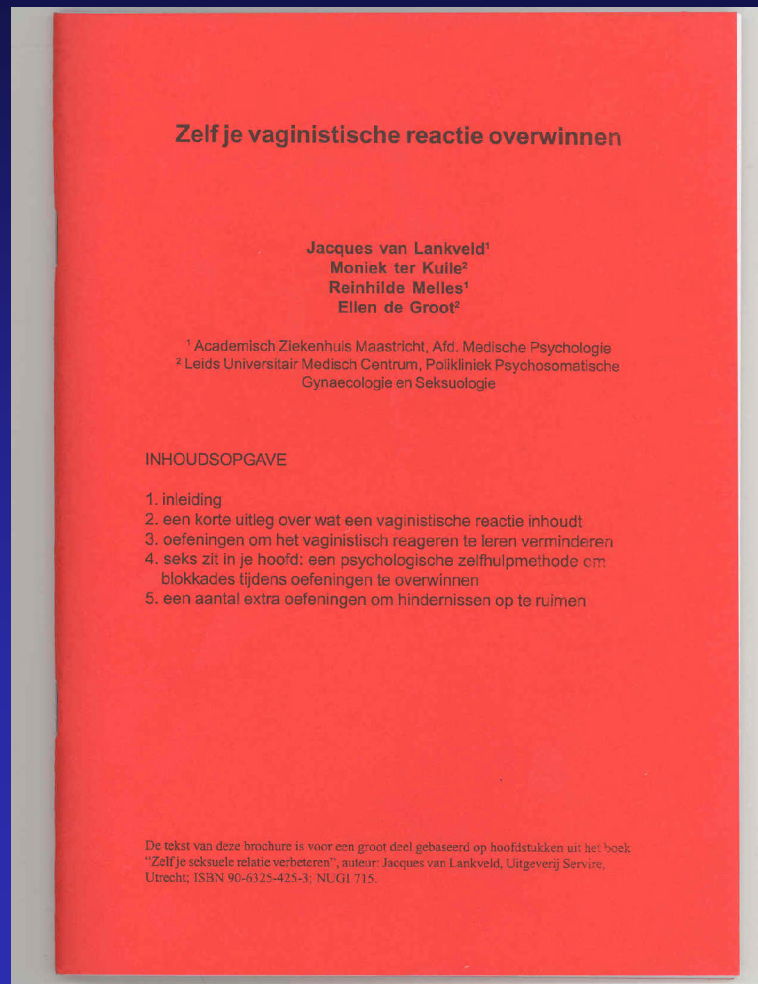 Zelf je vaginistische reactie overwinnen
Jacques van Lankveld¹
Moniek ter Kuile²
Reinhilde Melles¹
Ellen de Groot²
¹ Academisch Ziekenhuis Maastricht, Afd. Medische Psychologie
² Leids Universitair Medisch Centrum, Polikliniek Psychosomatische
Gynaecologie en Seksuologie
INHOUDSOPGAVE
1. inleiding
2. een korte uitleg over wat een vaginistische reactie inhoudt
3. oefeningen om het vaginistisch reageren te leren verminderen
4. seks zit in je hoofd: een psychologische zelfhulpmethode om
blokkades tijdens oefeningen te overwinnen
5. een aantal extra oefeningen om hindernissen op te ruimen
De tekst van deze brochure is voor een groot deel gebaseerd op hoofdstukken uit het boek
"Zelf je seksuele relatie verbeteren", auteur: Jacques van Lankveld, Uitgeverij Servire,
Utrecht; ISBN 90-6325-425-3; NUGI 715.